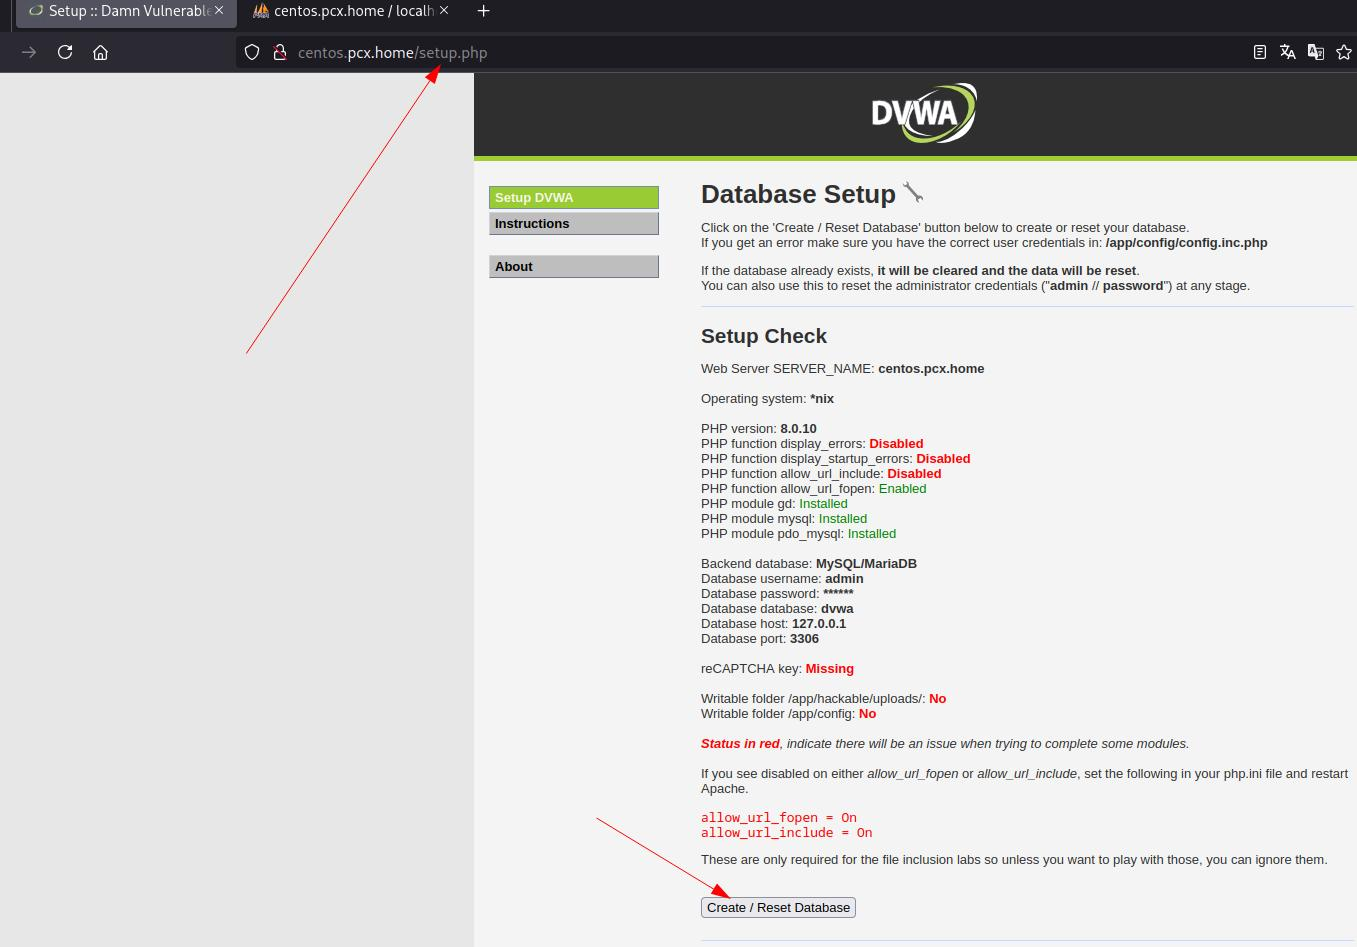 Setup :: Damn Vulnerable
centos.pcx.home / localh
centos.pcx.home/setup.php
DVWA
Setup DVWA
Instructions
About
Database Setup
Click on the 'Create / Reset Database' button below to create or reset your database.
If you get an error make sure you have the correct user credentials in: /app/config/config.inc.php
If the database already exists, it will be cleared and the data will be reset.
You can also use this to reset the administrator credentials ("admin // password") at any stage.
Setup Check
Web Server SERVER_NAME: centos.pcx.home
Operating system: *nix
PHP version: 8.0.10
PHP function display_errors: Disabled
PHP function display_startup_errors: Disabled
PHP function allow_url_include: Disabled
PHP function allow_url_fopen: Enabled
PHP module gd: Installed
PHP module mysql: Installed
PHP module pdo_mysql: Installed
Backend database: MySQL/MariaDB
Database username: admin
Database password: ******
Database database: dvwa
Database host: 127.0.0.1
Database port: 3306
reCAPTCHA key: Missing
Writable folder /app/hackable/uploads/: No
Writable folder /app/config: No
Status in red, indicate there will be an issue when trying to complete some modules.
If you see disabled on either allow_url_fopen or allow_url_include, set the following in your php.ini file and restart
Apache.
allow_url_fopen = On
allow_url_include = On
These are only required for the file inclusion labs so unless you want to play with those, you can ignore them.
Create / Reset Database